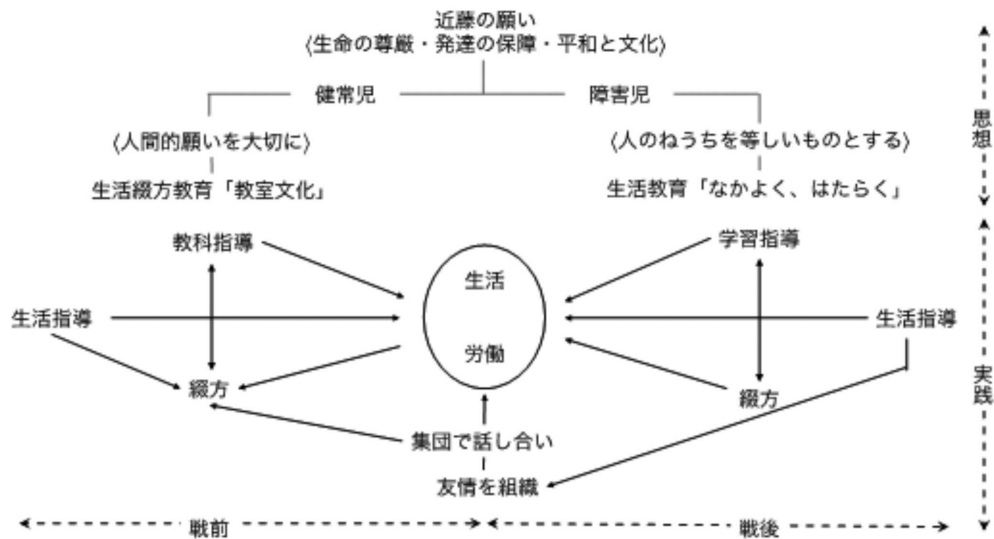 近藤の願い
〈生命の尊厳・発達の保障・平和と文化〉
健常児
障害児
〈人間的願いを大切に〉
〈人のねうちを等しいものとする〉
生活綴方教育「教室文化」
生活教育「なかよく、はたらく」
思想
教科指導
学習指導
生活
生活指導
生活指導
労働
綴方
綴方
実践
集団で話し合い
友情を組織
戦前
戦後